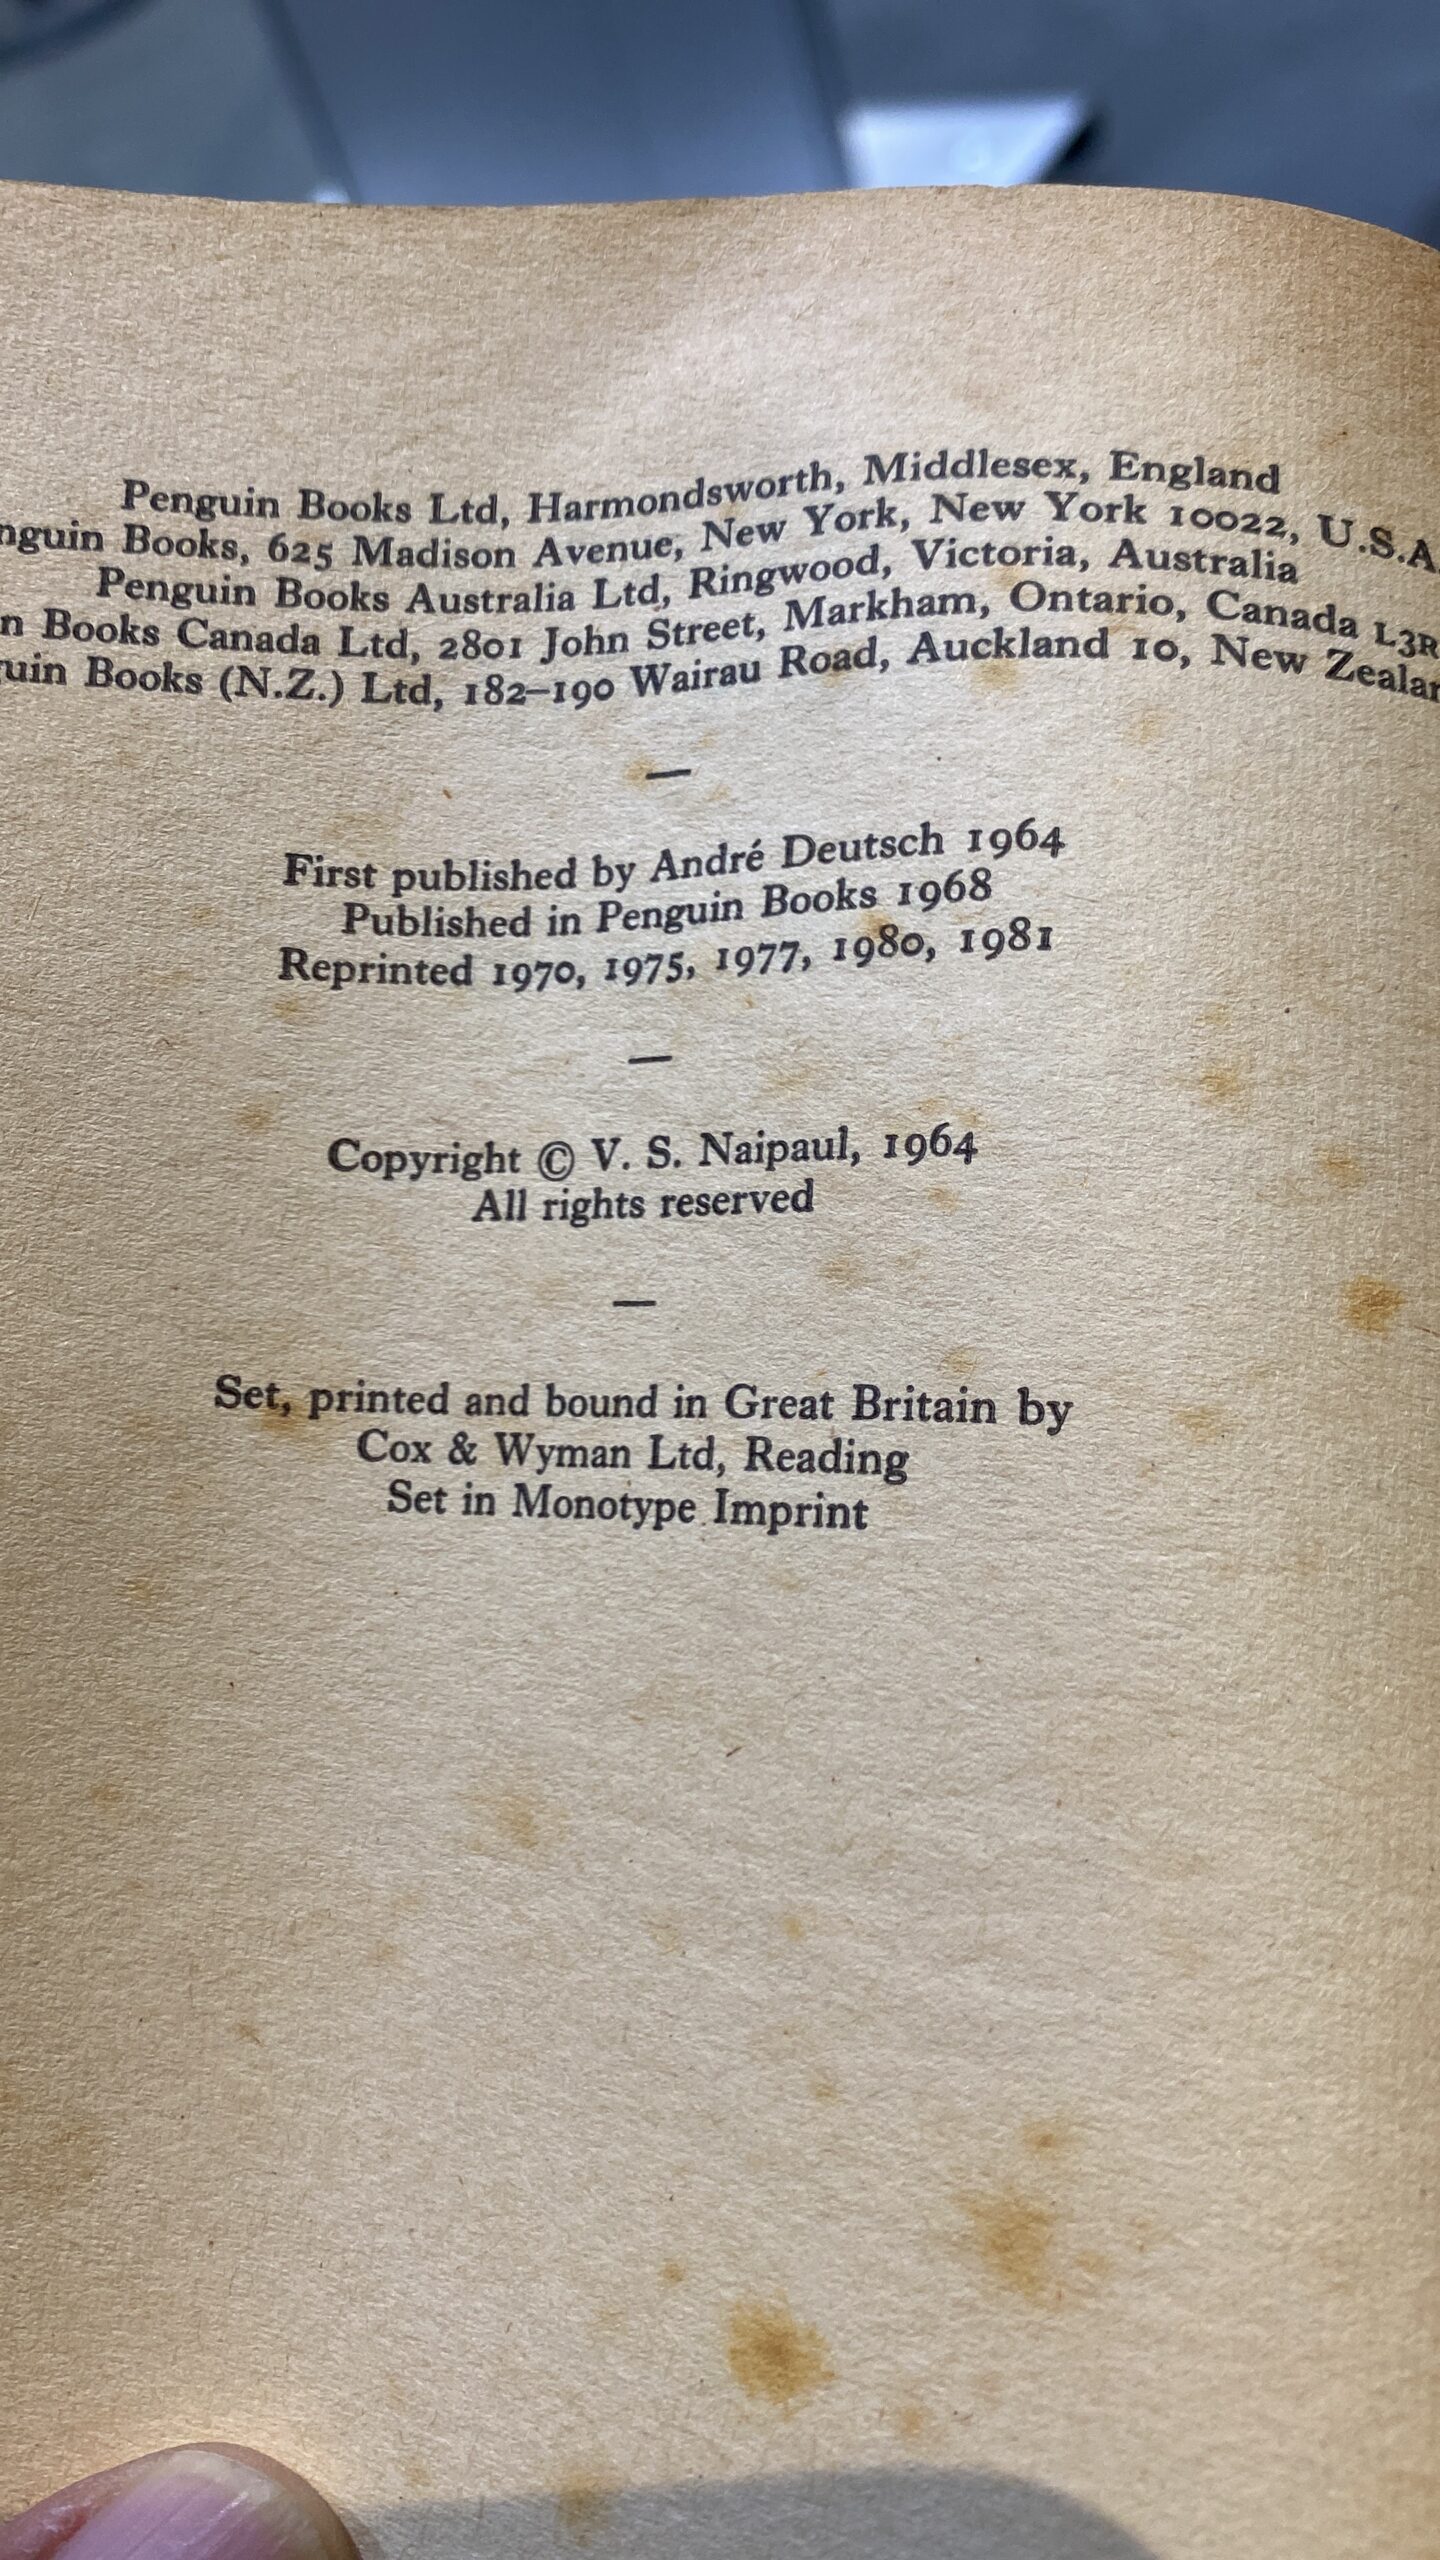 Penguin Books Ltd, Harmondsworth, Middlesex, England
nguin Books, 625 Madison Avenue, New York, New York 10022, U.S.A.
Penguin Books Australia Ltd, Ringwood, Victoria, Australia
n Books Canada Ltd, 2801 John Street, Markham, Ontario, Canada L3R
uin Books (N.Z.) Ltd, 182–190 Wairau Road, Auckland 10, New Zealan
—
First published by André Deutsch 1964
Published in Penguin Books 1968
Reprinted 1970, 1975, 1977, 1980, 1981
—
Copyright © V. S. Naipaul, 1964
All rights reserved
—
Set, printed and bound in Great Britain by
Cox & Wyman Ltd, Reading
Set in Monotype Imprint